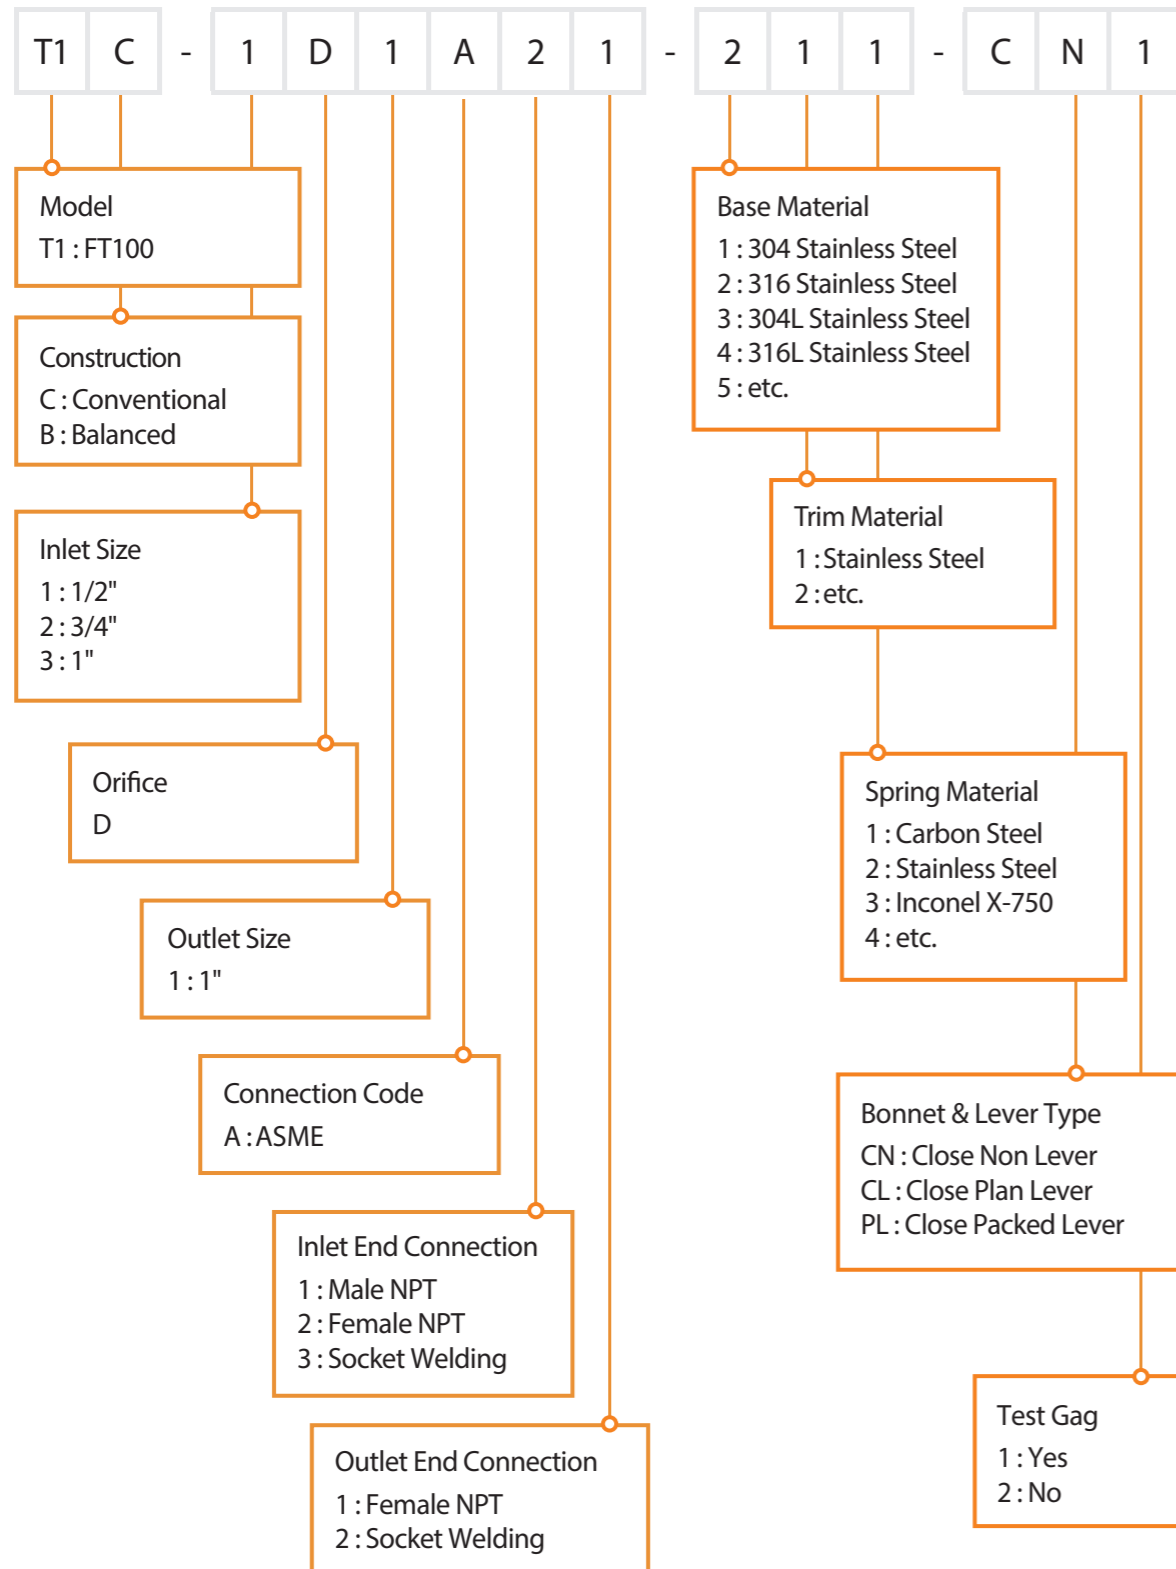 T1 C - 1 D 1 A 2 1 - 2 1 1 - C N 1
Model
T1 : FT100
Construction
C : Conventional
B : Balanced
Inlet Size
1 : 1/2"
2 : 3/4"
3 : 1"
Orifice
D
Outlet Size
1 : 1"
Connection Code
A : ASME
Inlet End Connection
1 : Male NPT
2 : Female NPT
3 : Socket Welding
Outlet End Connection
1 : Female NPT
2 : Socket Welding
Base Material
1 : 304 Stainless Steel
2 : 316 Stainless Steel
3 : 304L Stainless Steel
4 : 316L Stainless Steel
5 : etc.
Trim Material
1 : Stainless Steel
2 : etc.
Spring Material
1 : Carbon Steel
2 : Stainless Steel
3 : Inconel X-750
4 : etc.
Bonnet & Lever Type
CN : Close Non Lever
CL : Close Plan Lever
PL : Close Packed Lever
Test Gag
1 : Yes
2 : No